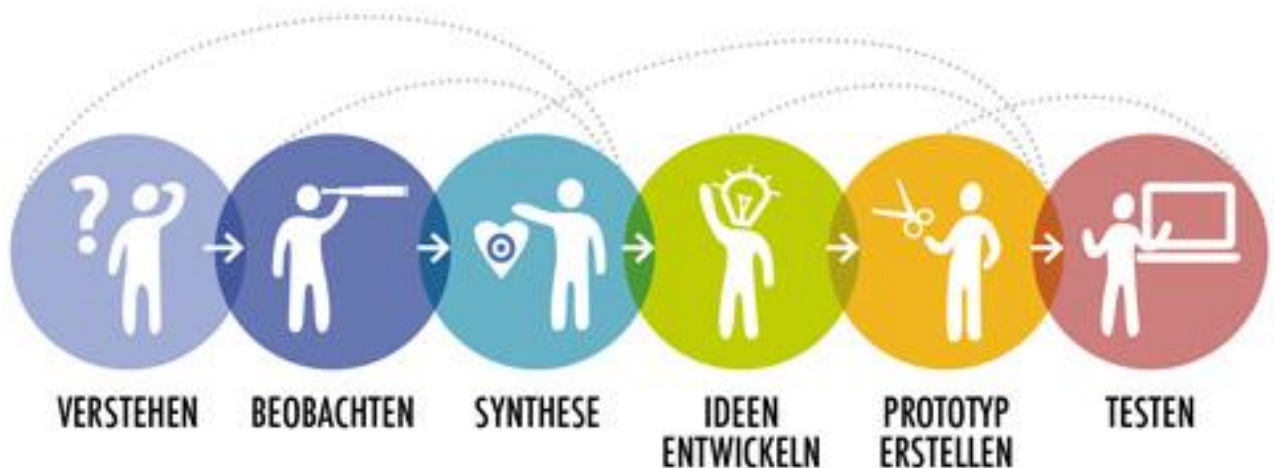 ?
VERSTEHEN
BEOBACHTEN
SYNTHESE
IDEEN
ENTWICKELN
PROTOTYP
ERSTELLEN
TESTEN